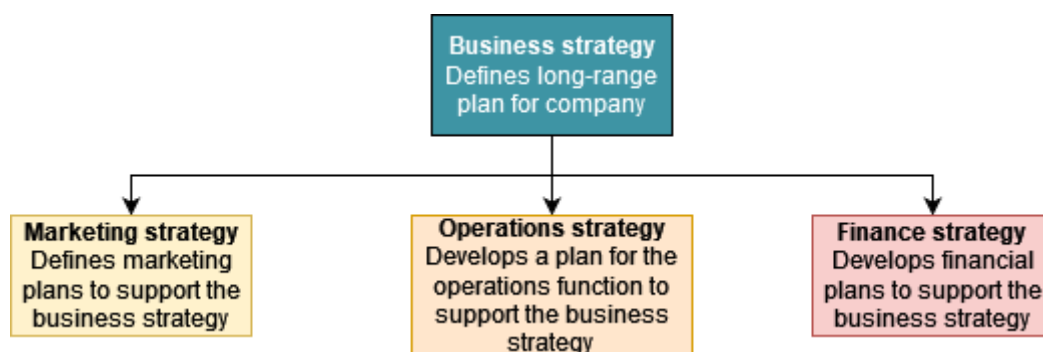 Business strategy
Defines long-range
plan for company
Marketing strategy
Defines marketing
plans to support the
business strategy
Operations strategy
Develops a plan for the
operations function to
support the business
strategy
Finance strategy
Develops financial
plans to support the
business strategy